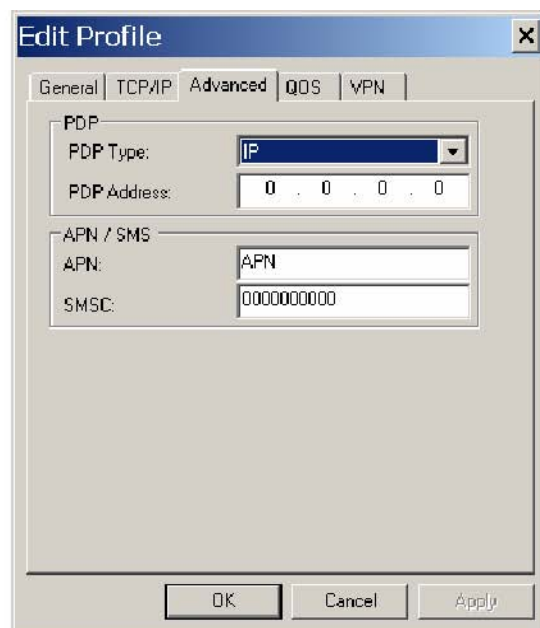 Edit Profile
General TCP/IP Advanced QOS VPN
PDP
PDP Type: IP
PDP Address: 0 . 0 . 0 . 0
APN / SMS
APN: APN
SMSC: 0000000000
OK Cancel Apply